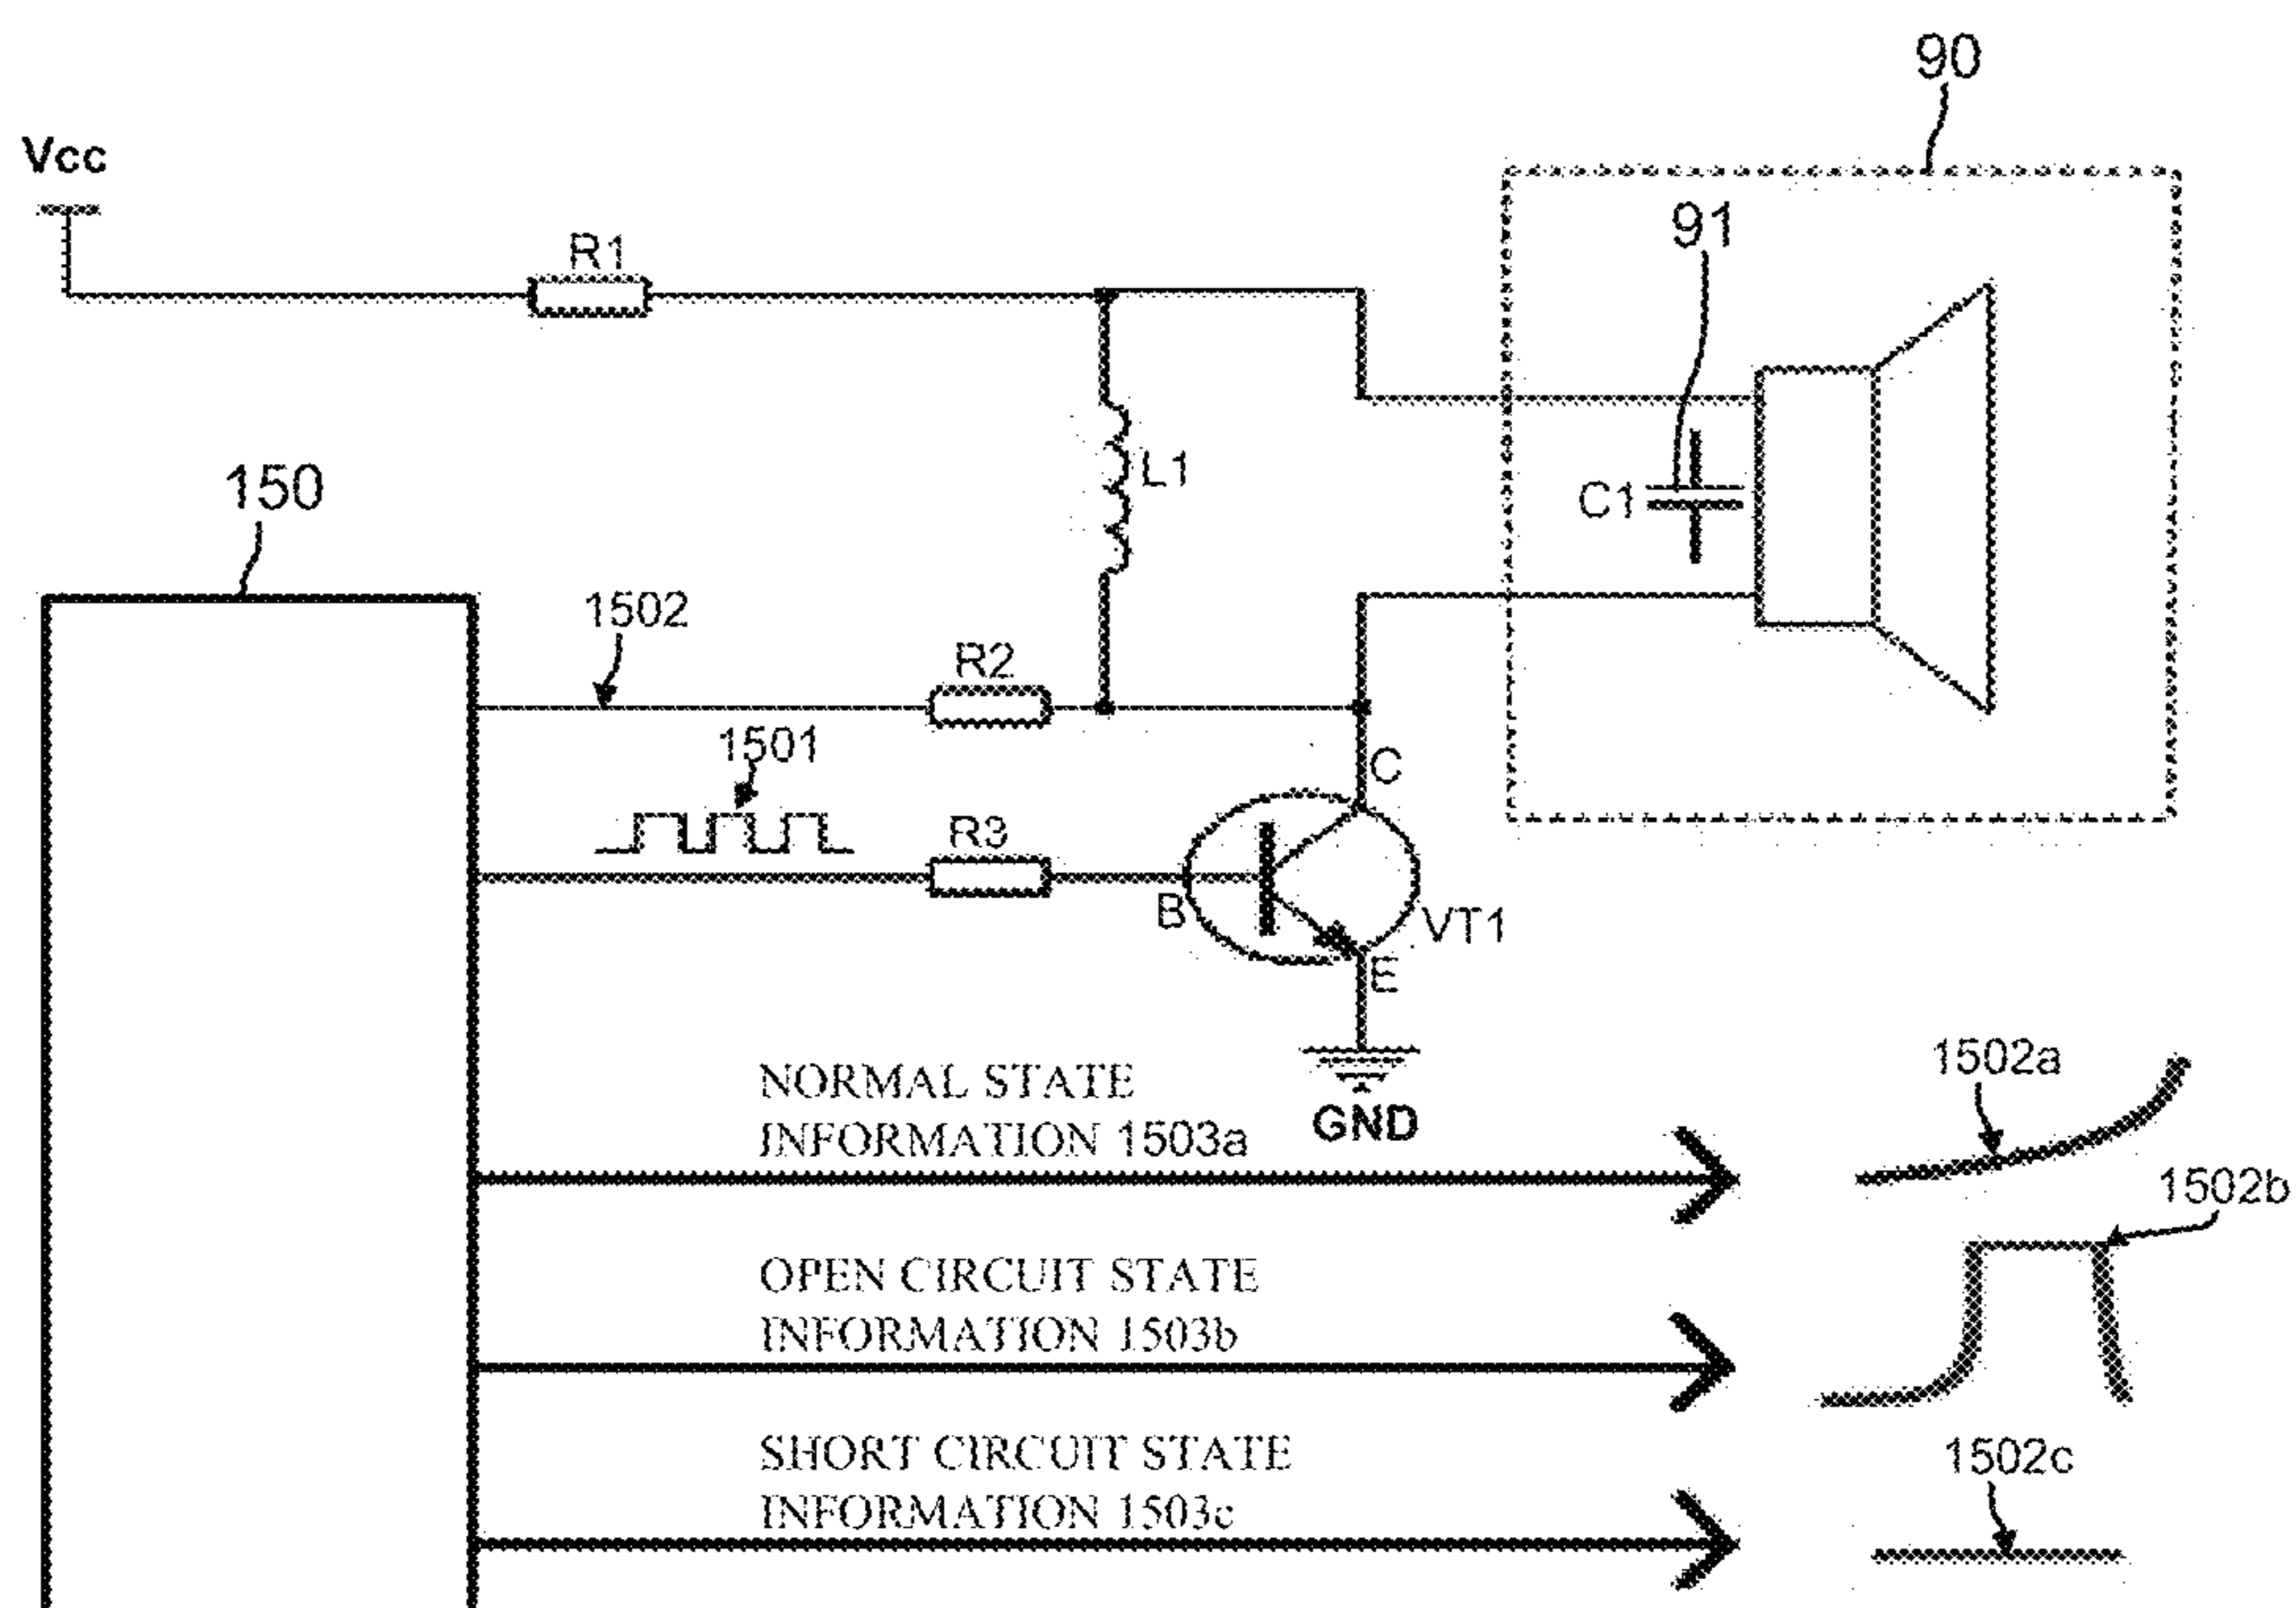 90
Vcc
91
R1
L1
150
C1
1502
R2
1501
C
R3
B
VT1
E
NORMAL STATE
INFORMATION 1503a
GND
1502a
1502b
OPEN CIRCUIT STATE
INFORMATION 1503b
SHORT CIRCUIT STATE
INFORMATION 1503c
1502c